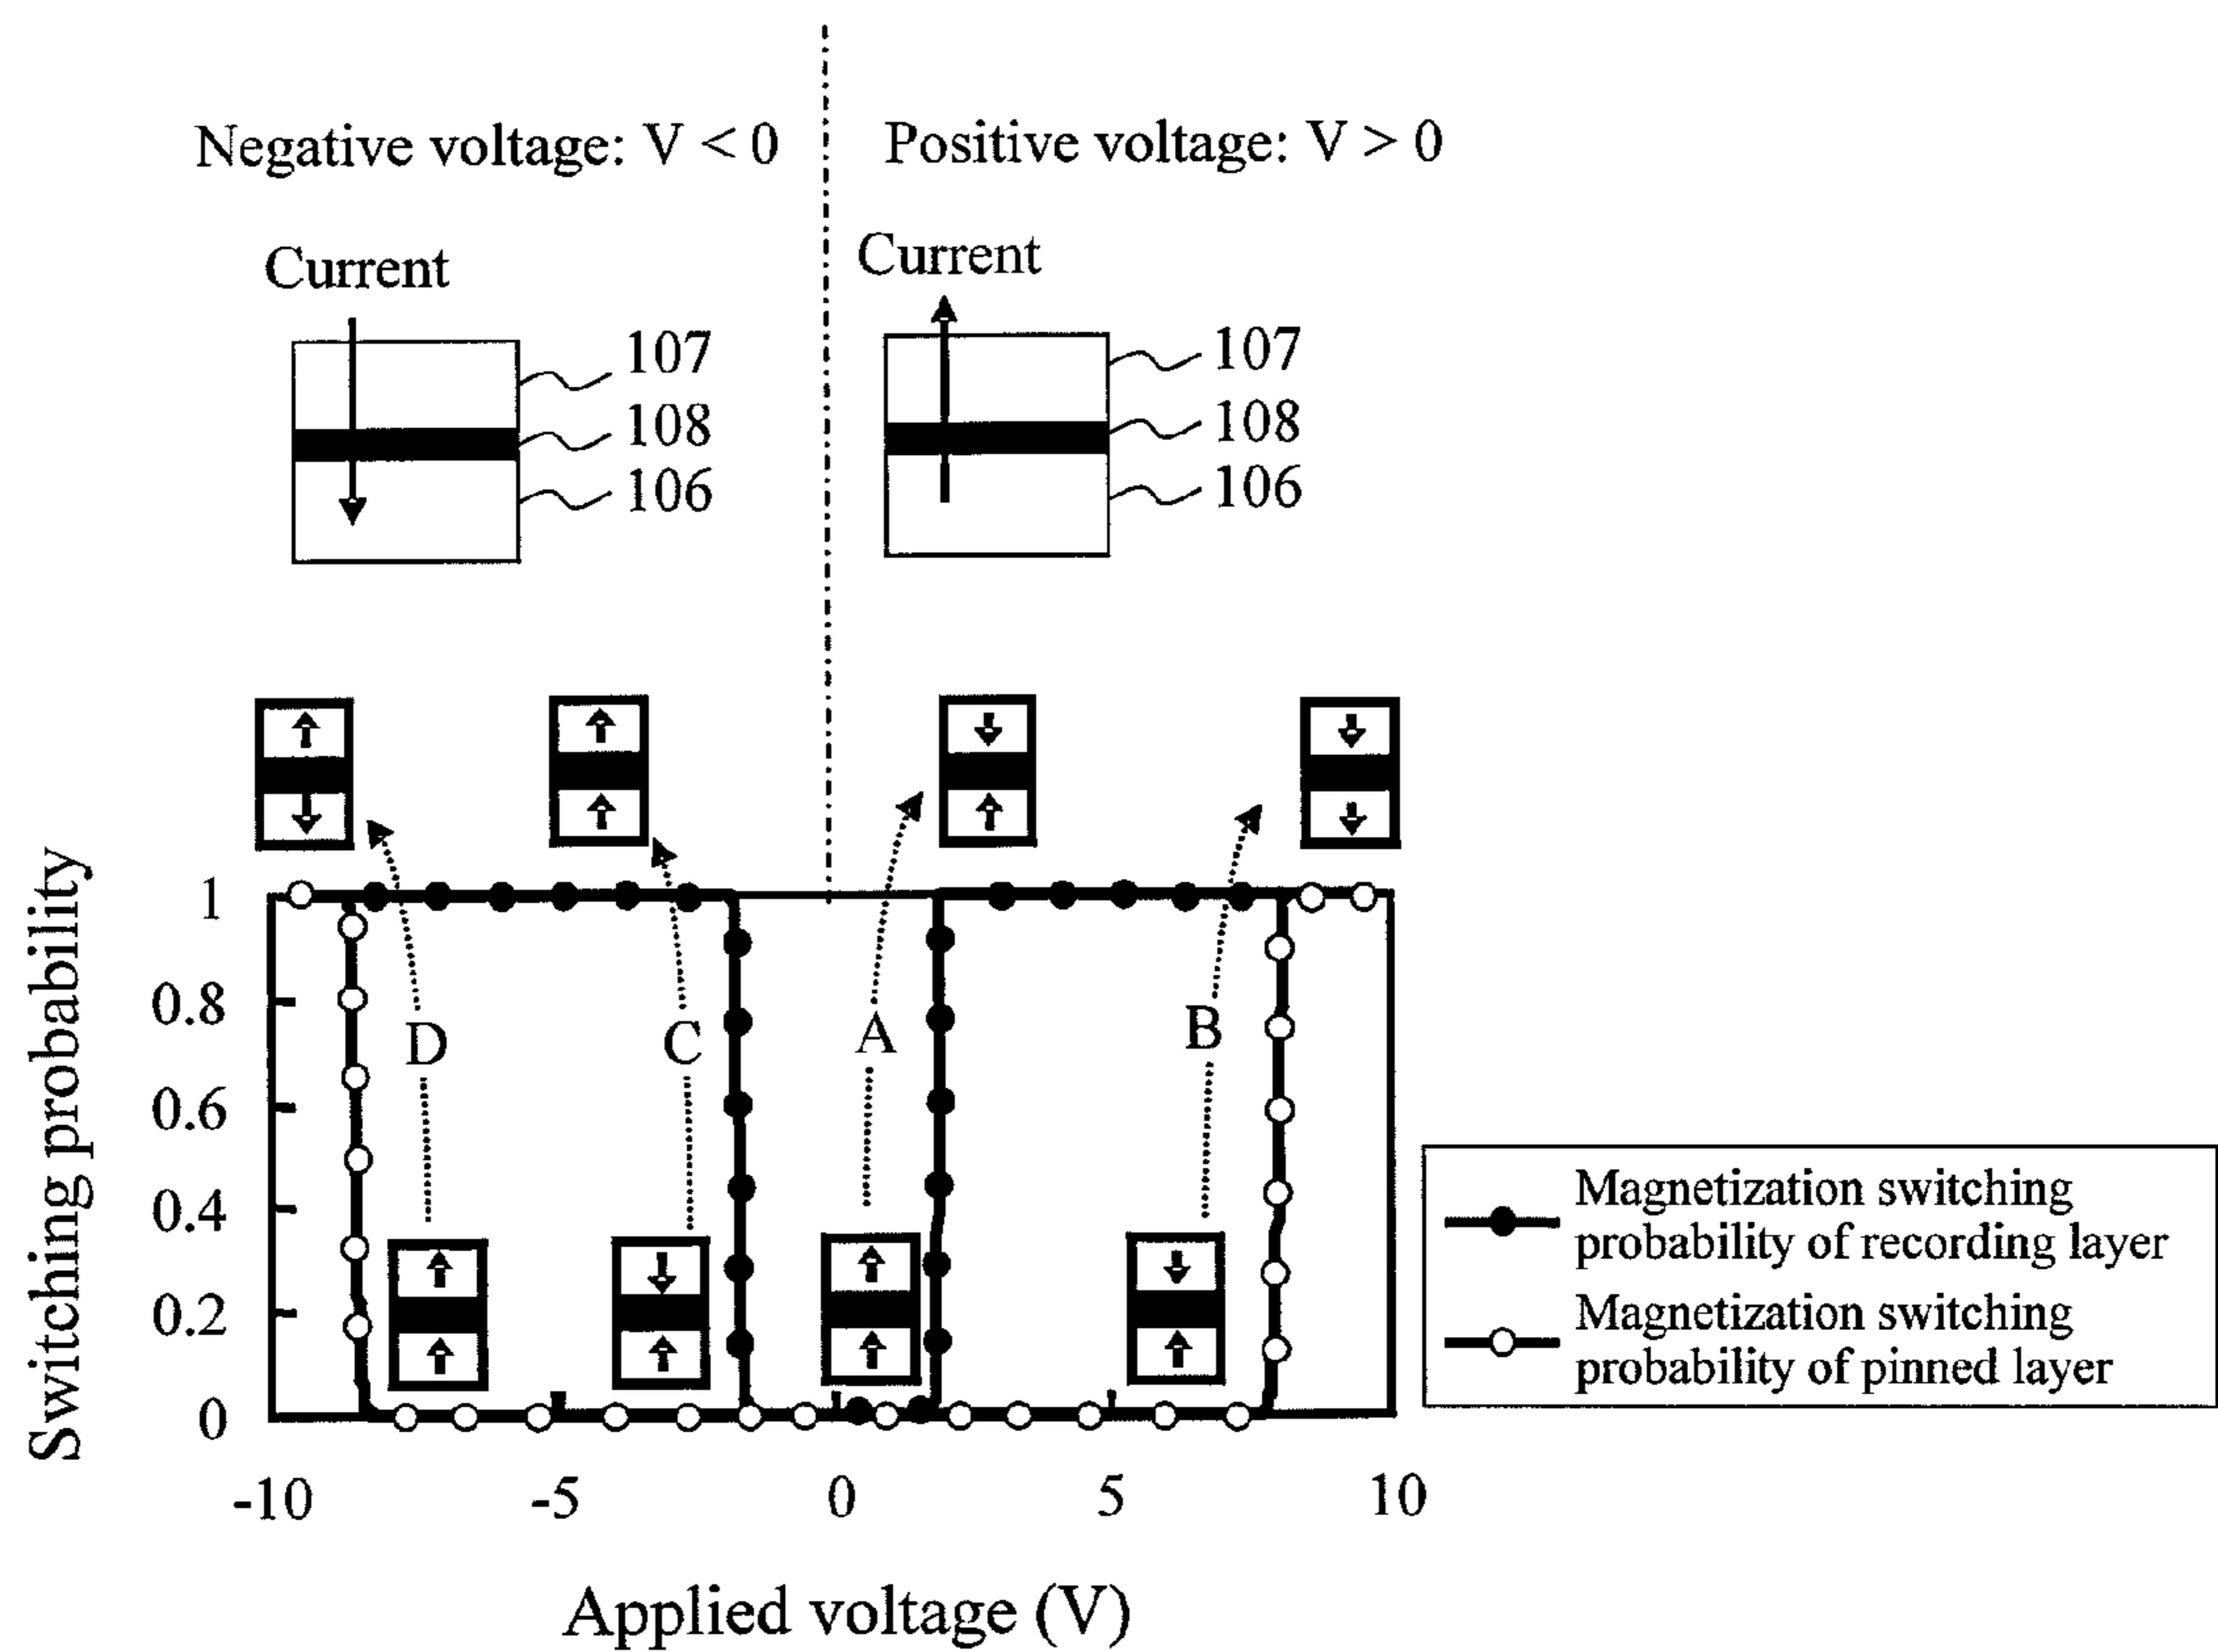 Negative voltage: V < 0
Positive voltage: V > 0
Current
Current
107
108
106
107
108
106
Switching probability
1
0.8
0.6
0.4
0.2
0
D
C
A
B
-10
-5
0
5
10
Applied voltage (V)
Magnetization switching
probability of recording layer
Magnetization switching
probability of pinned layer